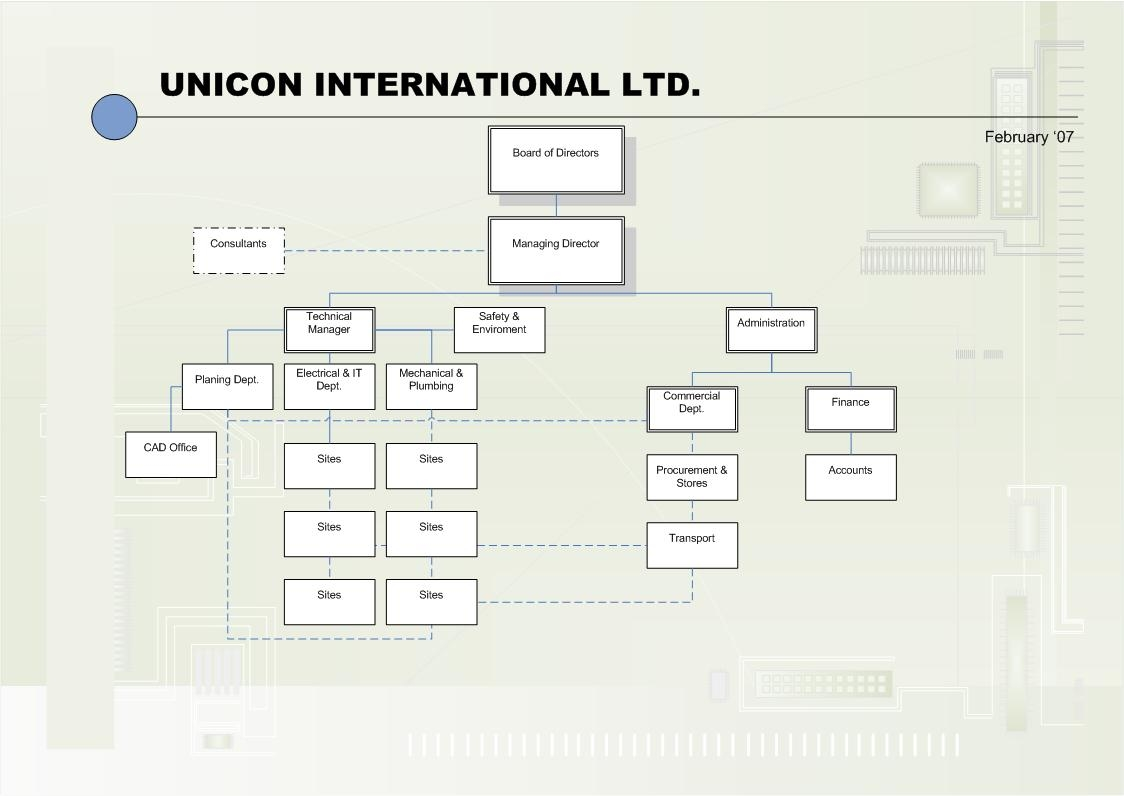 UNICON INTERNATIONAL LTD.
February ‘07
Board of Directors
Consultants
Managing Director
Technical
Manager
Safety &
Enviroment
Administration
Planing Dept.
Electrical & IT
Dept.
Mechanical &
Plumbing
Commercial
Dept.
Finance
CAD Office
Sites
Sites
Procurement &
Stores
Accounts
Sites
Sites
Transport
Sites
Sites